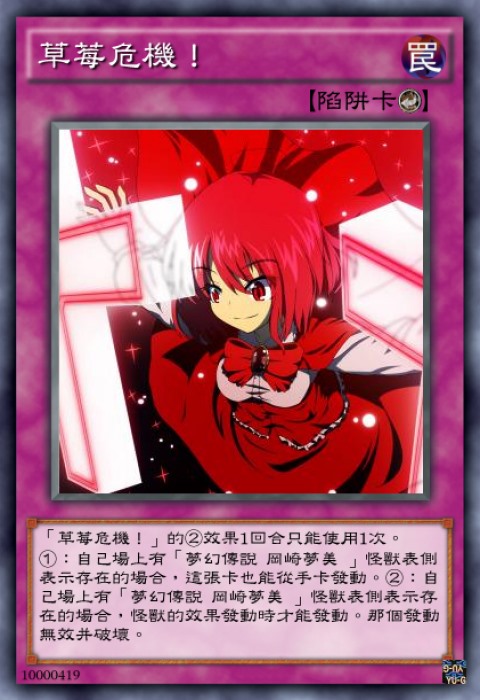 草莓危機！
罠
【陷阱卡】
「草莓危機！」的②效果1回合只能使用1次。
①：自己場上有「夢幻傳說 岡崎夢美 」怪獸表側
表示存在的場合，這張卡也能從手卡發動。②：自
己場上有「夢幻傳說 岡崎夢美 」怪獸表側表示存
在的場合，怪獸的效果發動時才能發動。那個發動
無效并破壞。
10000419